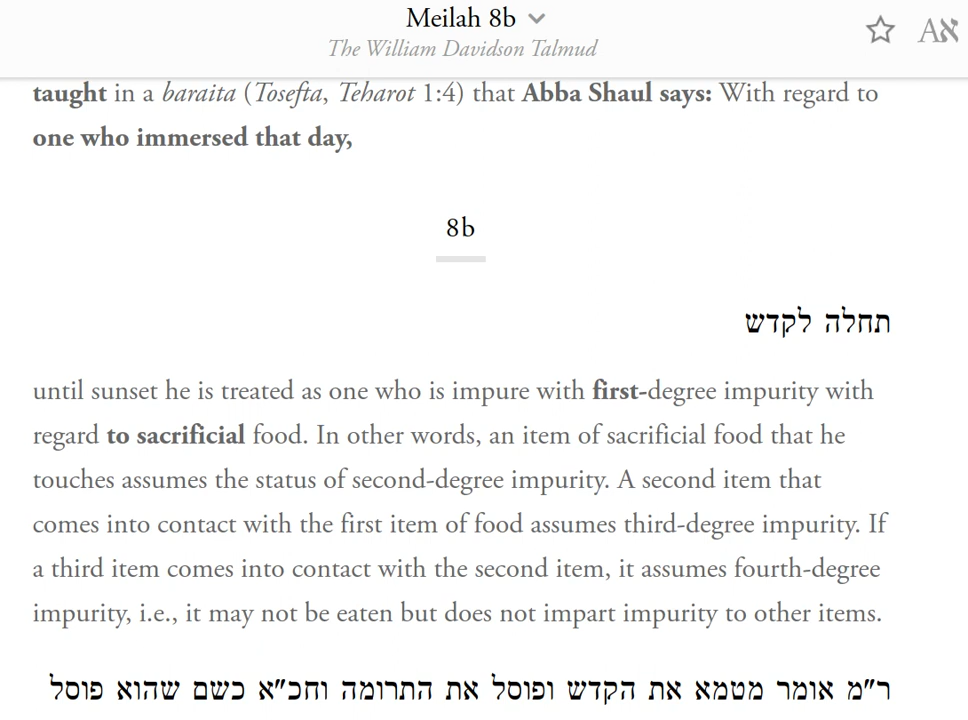 Meilah 8b
The William Davidson Talmud
Aא
taught in a baraita (Tosefta, Teharot 1:4) that Abba Shaul says: With regard to
one who immersed that day,
8b
תחלה לקדש
until sunset he is treated as one who is impure with first-degree impurity with
regard to sacrificial food. In other words, an item of sacrificial food that he
touches assumes the status of second-degree impurity. A second item that
comes into contact with the first item of food assumes third-degree impurity. If
a third item comes into contact with the second item, it assumes fourth-degree
impurity, i.e., it may not be eaten but does not impart impurity to other items.
ר"מ אומר מטמא את הקדש ופוסל את התרומה וחכ"א כשם שהוא פוסל